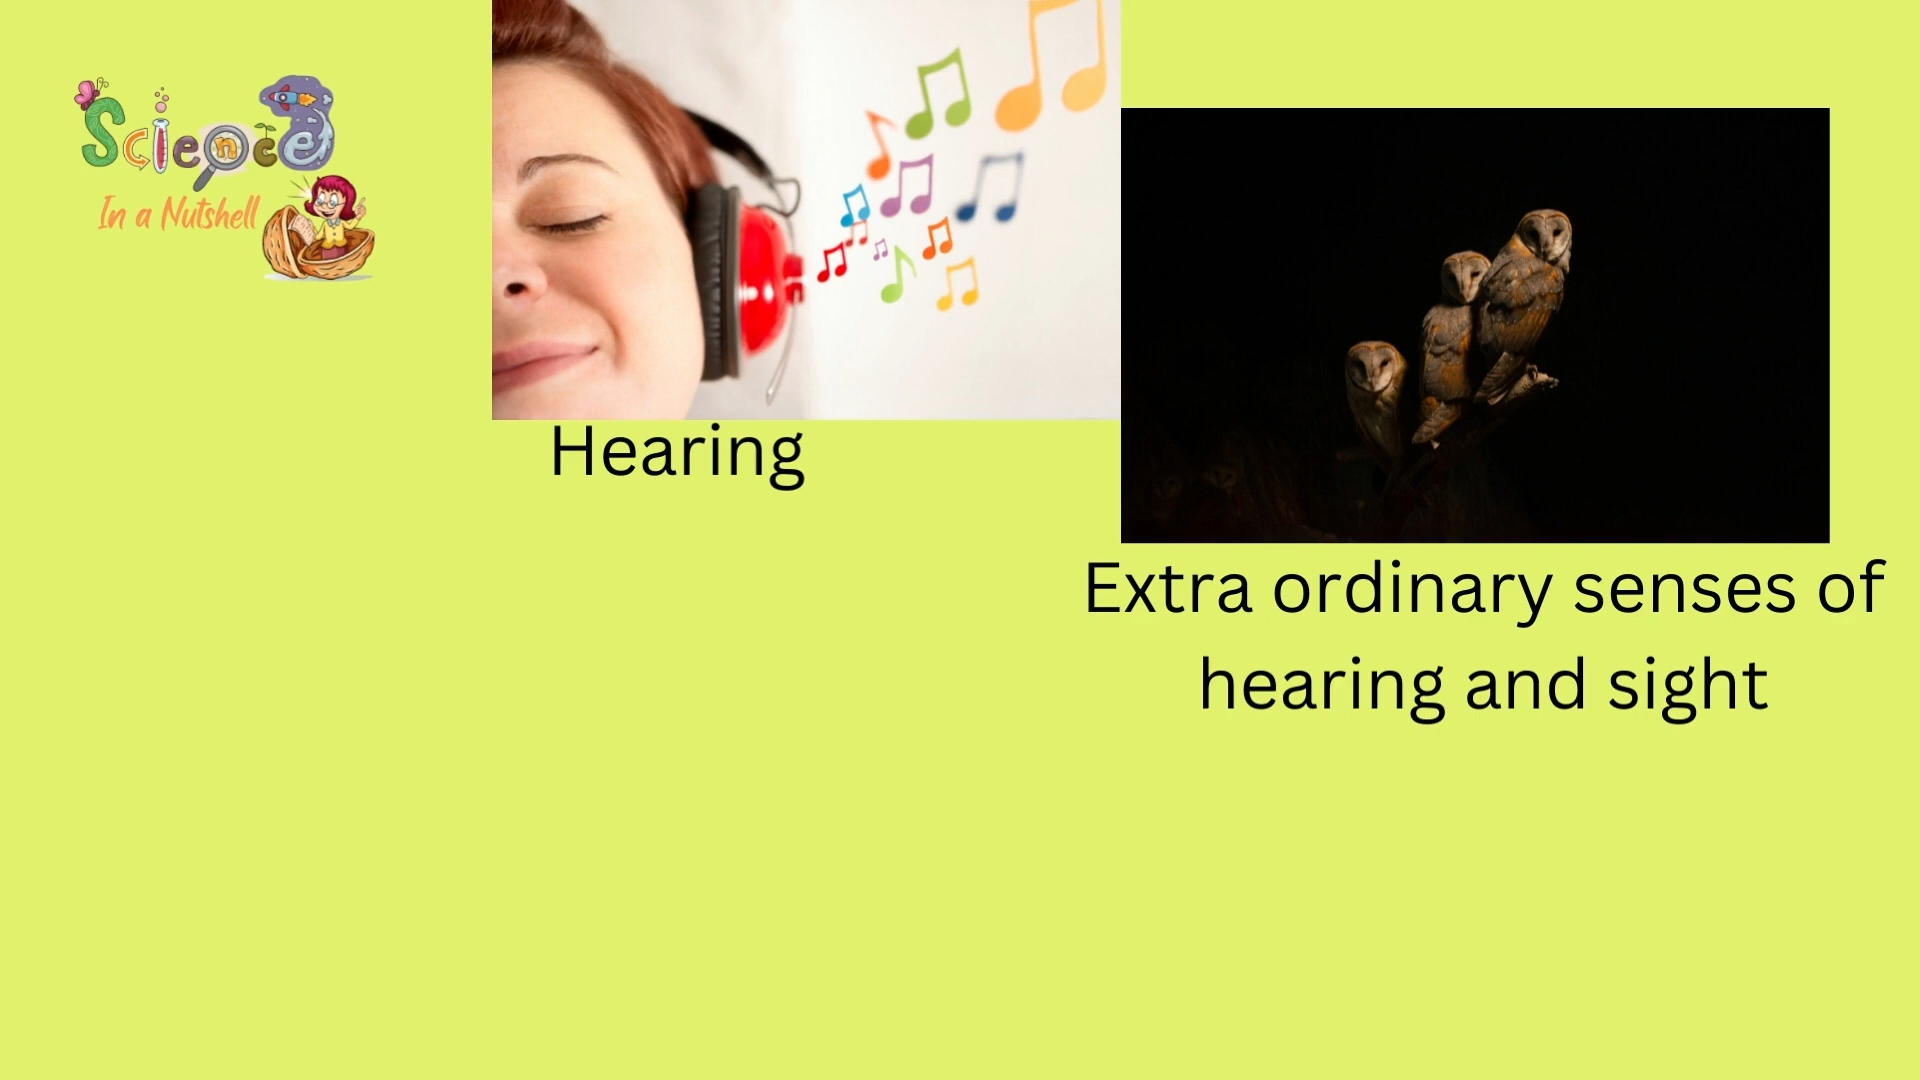 Science
In a Nutshell
Hearing
Extra ordinary senses of
hearing and sight